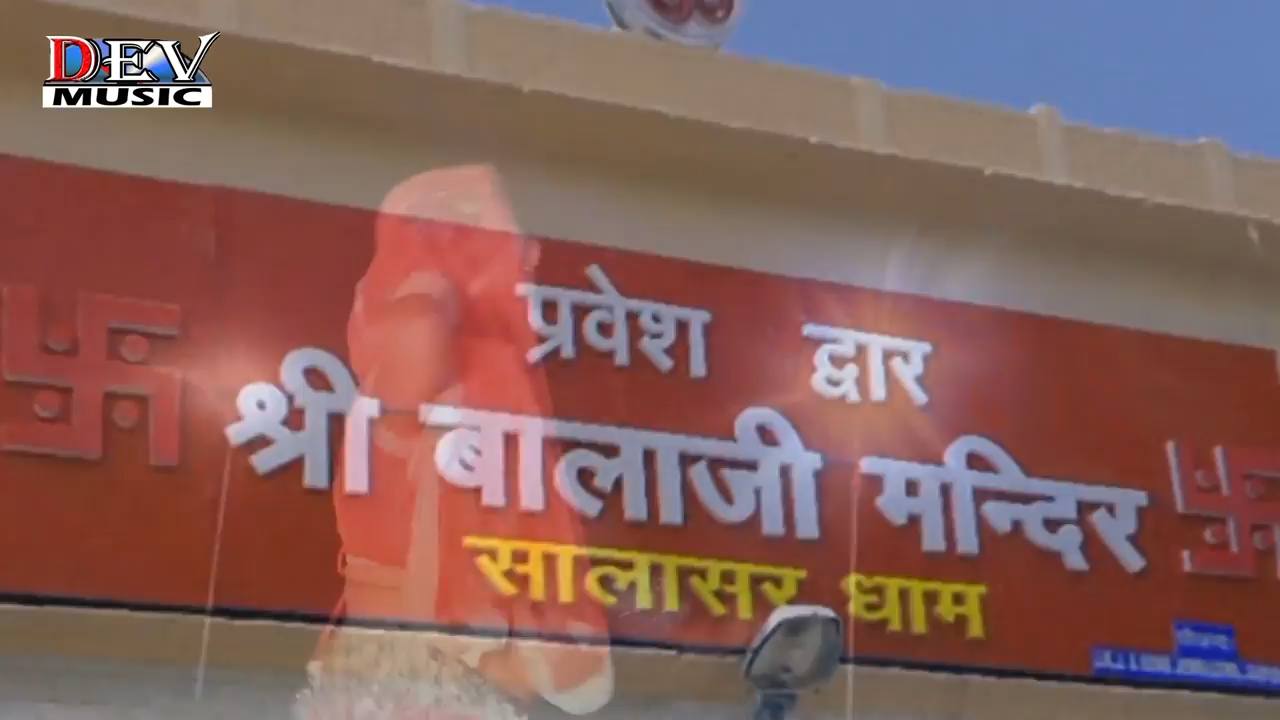 DEV
MUSIC
प्रवेश द्वार
श्री बालाजी मन्दिर
सालासर धाम